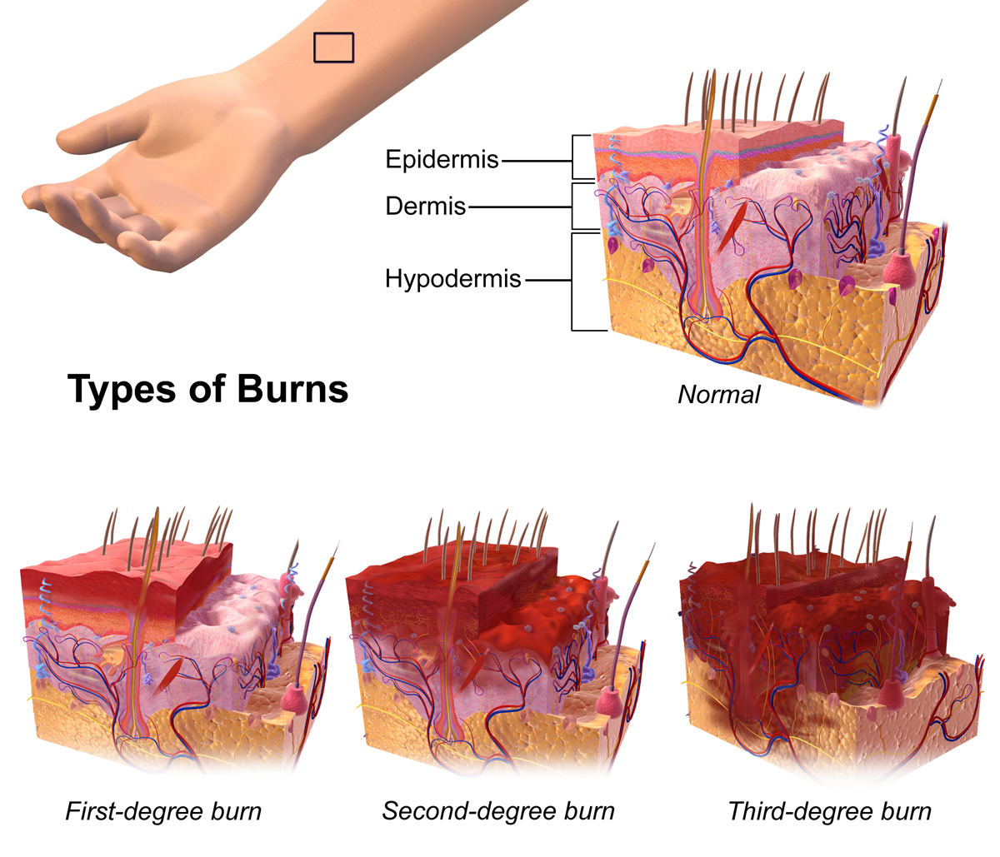 Epidermis
Dermis
Hypodermis
Normal
Types of Burns
First-degree burn
Second-degree burn
Third-degree burn